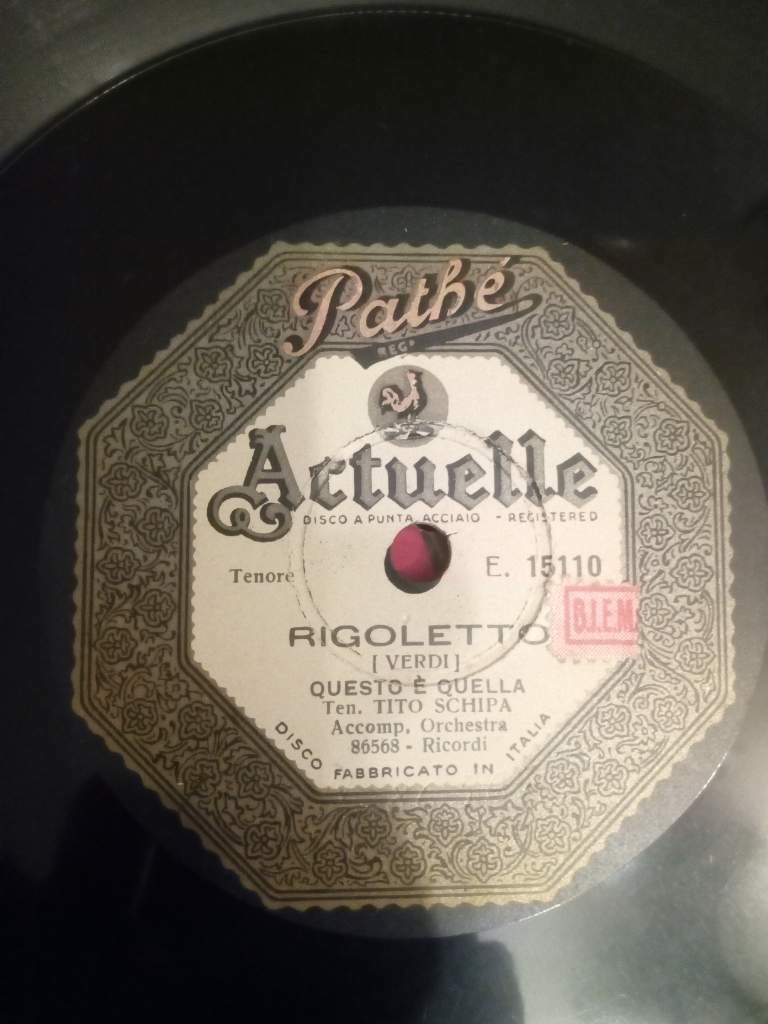 Pathé
REGD
Actuelle
DISCO A PUNTA ACCIAIO - REGISTERED
Tenore
E. 15110
B.I.E.M.
RIGOLETTO
[VERDI]
QUESTO È QUELLA
Ten. TITO SCHIPA
Accomp. Orchestra
86568 - Ricordi
DISCO FABBRICATO IN ITALIA